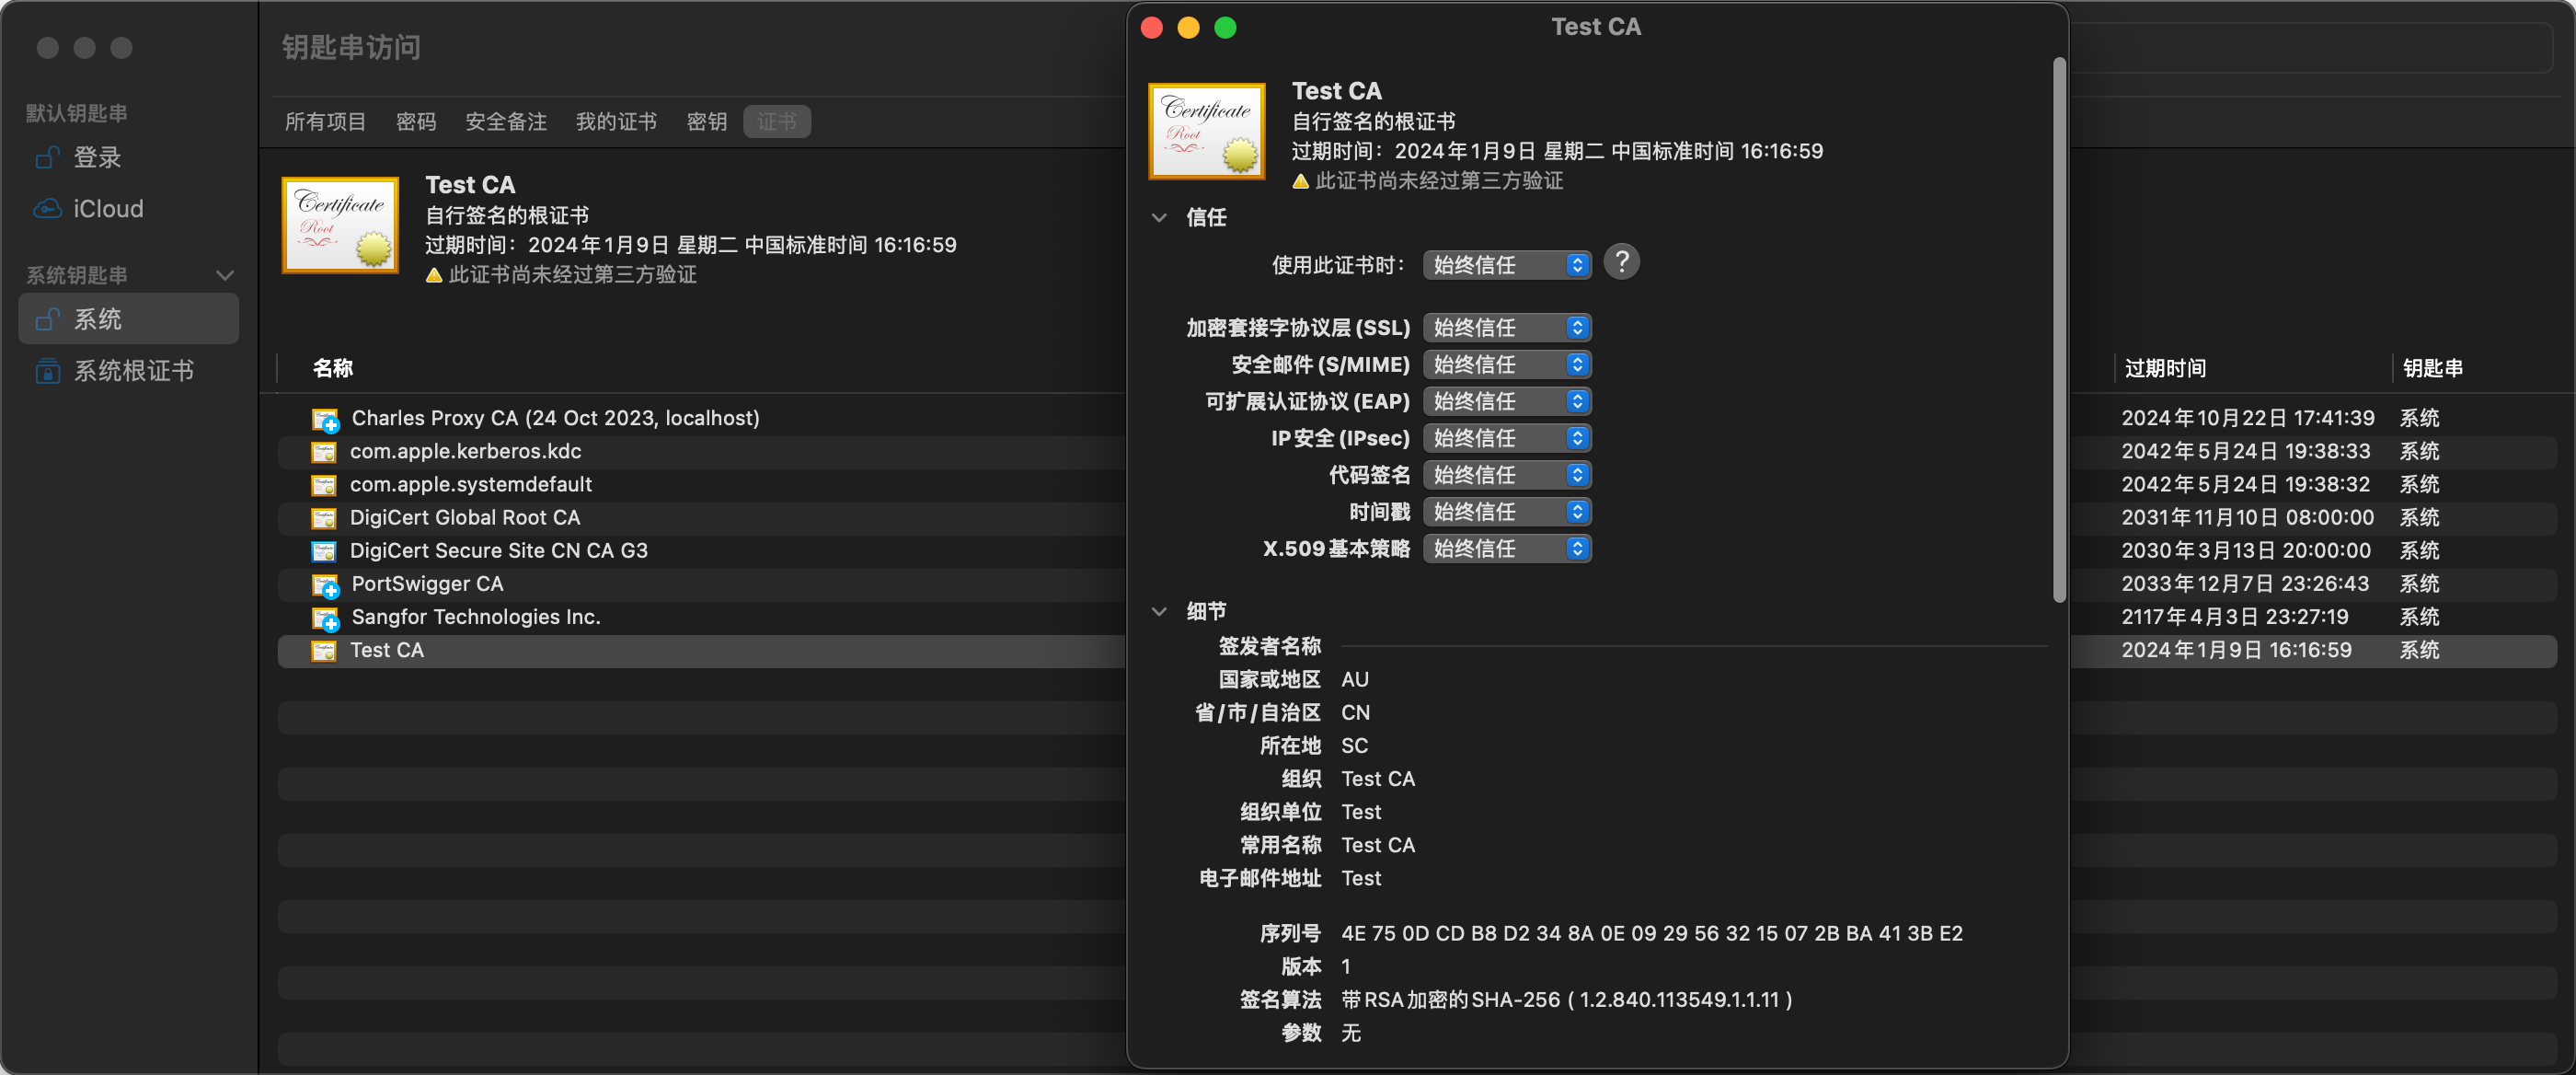 钥匙串访问
默认钥匙串
登录
iCloud
系统钥匙串
系统
系统根证书
所有项目 密码 安全备注 我的证书 密钥 证书
Certificate
Root
Test CA
自行签名的根证书
过期时间：2024年1月9日 星期二 中国标准时间 16:16:59
此证书尚未经过第三方验证
名称 过期时间 钥匙串
Charles Proxy CA (24 Oct 2023, localhost) 2024年10月22日 17:41:39 系统
com.apple.kerberos.kdc 2042年5月24日 19:38:33 系统
com.apple.systemdefault 2042年5月24日 19:38:32 系统
DigiCert Global Root CA 2031年11月10日 08:00:00 系统
DigiCert Secure Site CN CA G3 2030年3月13日 20:00:00 系统
PortSwigger CA 2033年12月7日 23:26:43 系统
Sangfor Technologies Inc. 2117年4月3日 23:27:19 系统
Test CA 2024年1月9日 16:16:59 系统
Test CA
Certificate
Root
Test CA
自行签名的根证书
过期时间：2024年1月9日 星期二 中国标准时间 16:16:59
此证书尚未经过第三方验证
信任
使用此证书时： 始终信任 ?
加密套接字协议层 (SSL) 始终信任
安全邮件 (S/MIME) 始终信任
可扩展认证协议 (EAP) 始终信任
IP 安全 (IPsec) 始终信任
代码签名 始终信任
时间戳 始终信任
X.509 基本策略 始终信任
细节
签发者名称
国家或地区 AU
省/市/自治区 CN
所在地 SC
组织 Test CA
组织单位 Test
常用名称 Test CA
电子邮件地址 Test
序列号 4E 75 0D CD B8 D2 34 8A 0E 09 29 56 32 15 07 2B BA 41 3B E2
版本 1
签名算法 带 RSA 加密的 SHA-256 ( 1.2.840.113549.1.1.11 )
参数 无